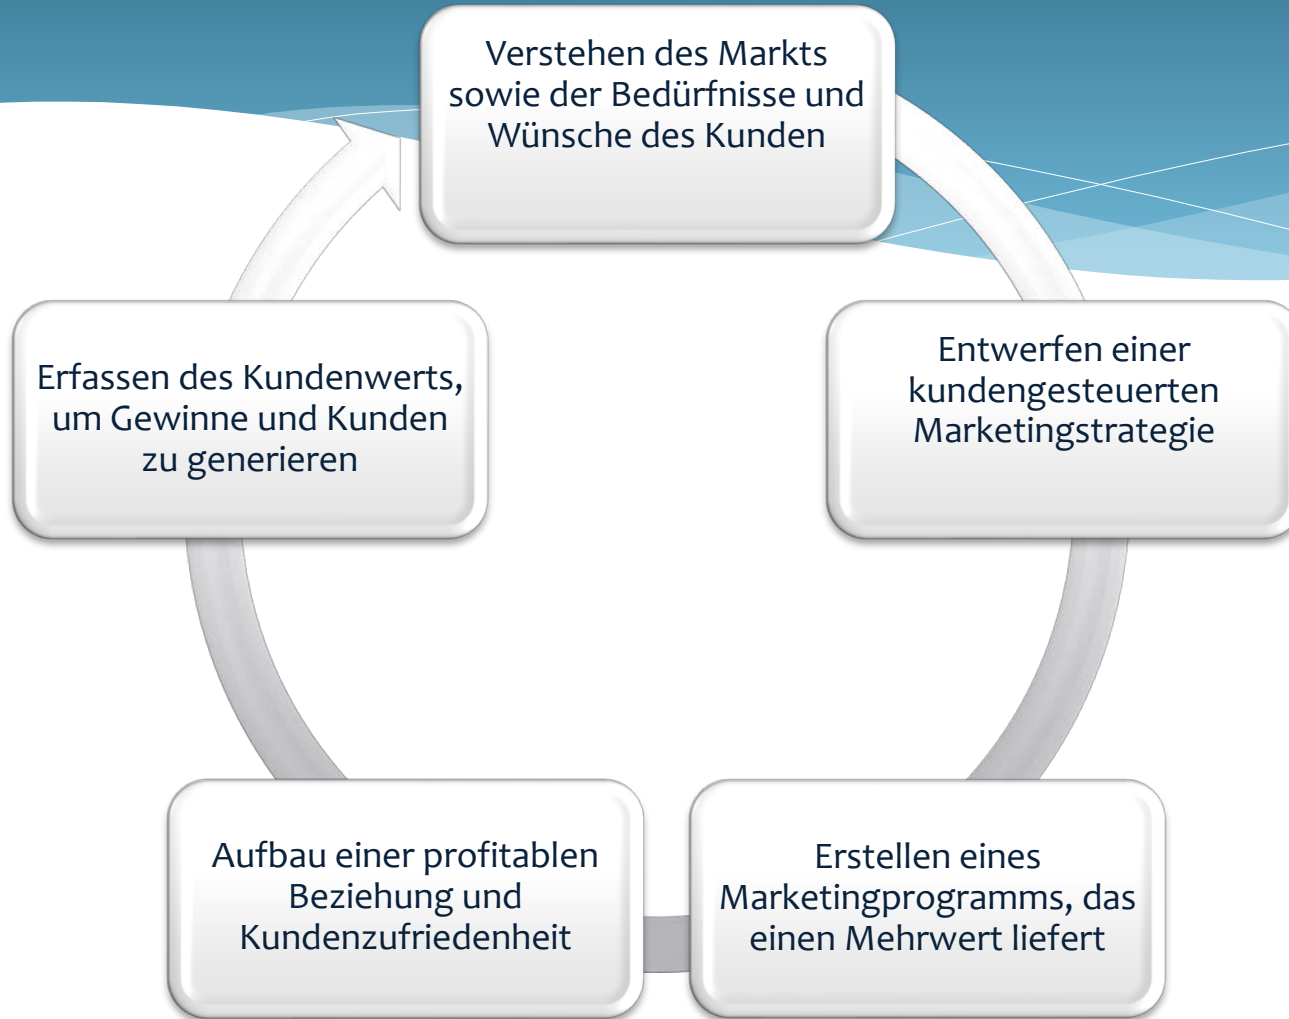 Verstehen des Markts
sowie der Bedürfnisse und
Wünsche des Kunden
Entwerfen einer
kundengesteuerten
Marketingstrategie
Erstellen eines
Marketingprogramms, das
einen Mehrwert liefert
Aufbau einer profitablen
Beziehung und
Kundenzufriedenheit
Erfassen des Kundenwerts,
um Gewinne und Kunden
zu generieren